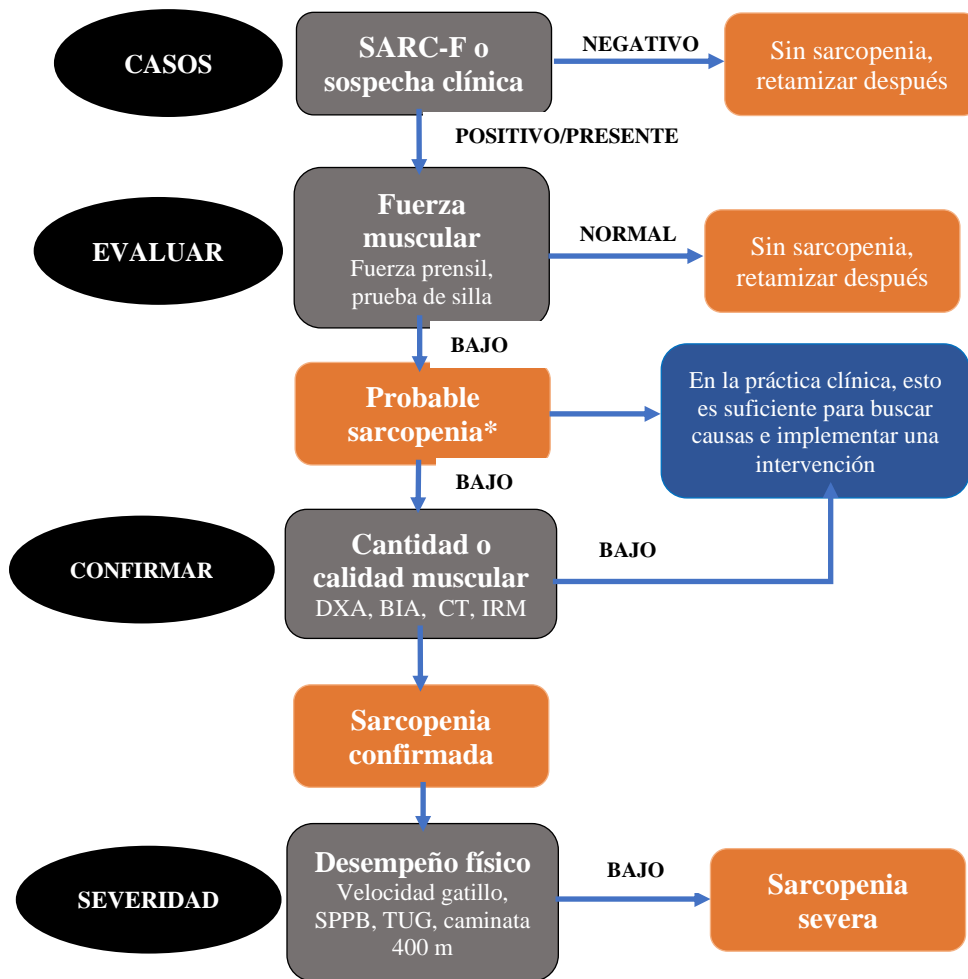 CASOS
SARC-F o
sospecha clínica
NEGATIVO
Sin sarcopenia,
retamizar después
POSITIVO/PRESENTE
EVALUAR
Fuerza
muscular
Fuerza prensil,
prueba de silla
NORMAL
Sin sarcopenia,
retamizar después
BAJO
Probable
sarcopenia*
En la práctica clínica, esto
es suficiente para buscar
causas e implementar una
intervención
BAJO
CONFIRMAR
Cantidad o
calidad muscular
DXA, BIA, CT, IRM
BAJO
Sarcopenia
confirmada
SEVERIDAD
Desempeño físico
Velocidad gatillo,
SPPB, TUG, caminata
400 m
BAJO
Sarcopenia
severa